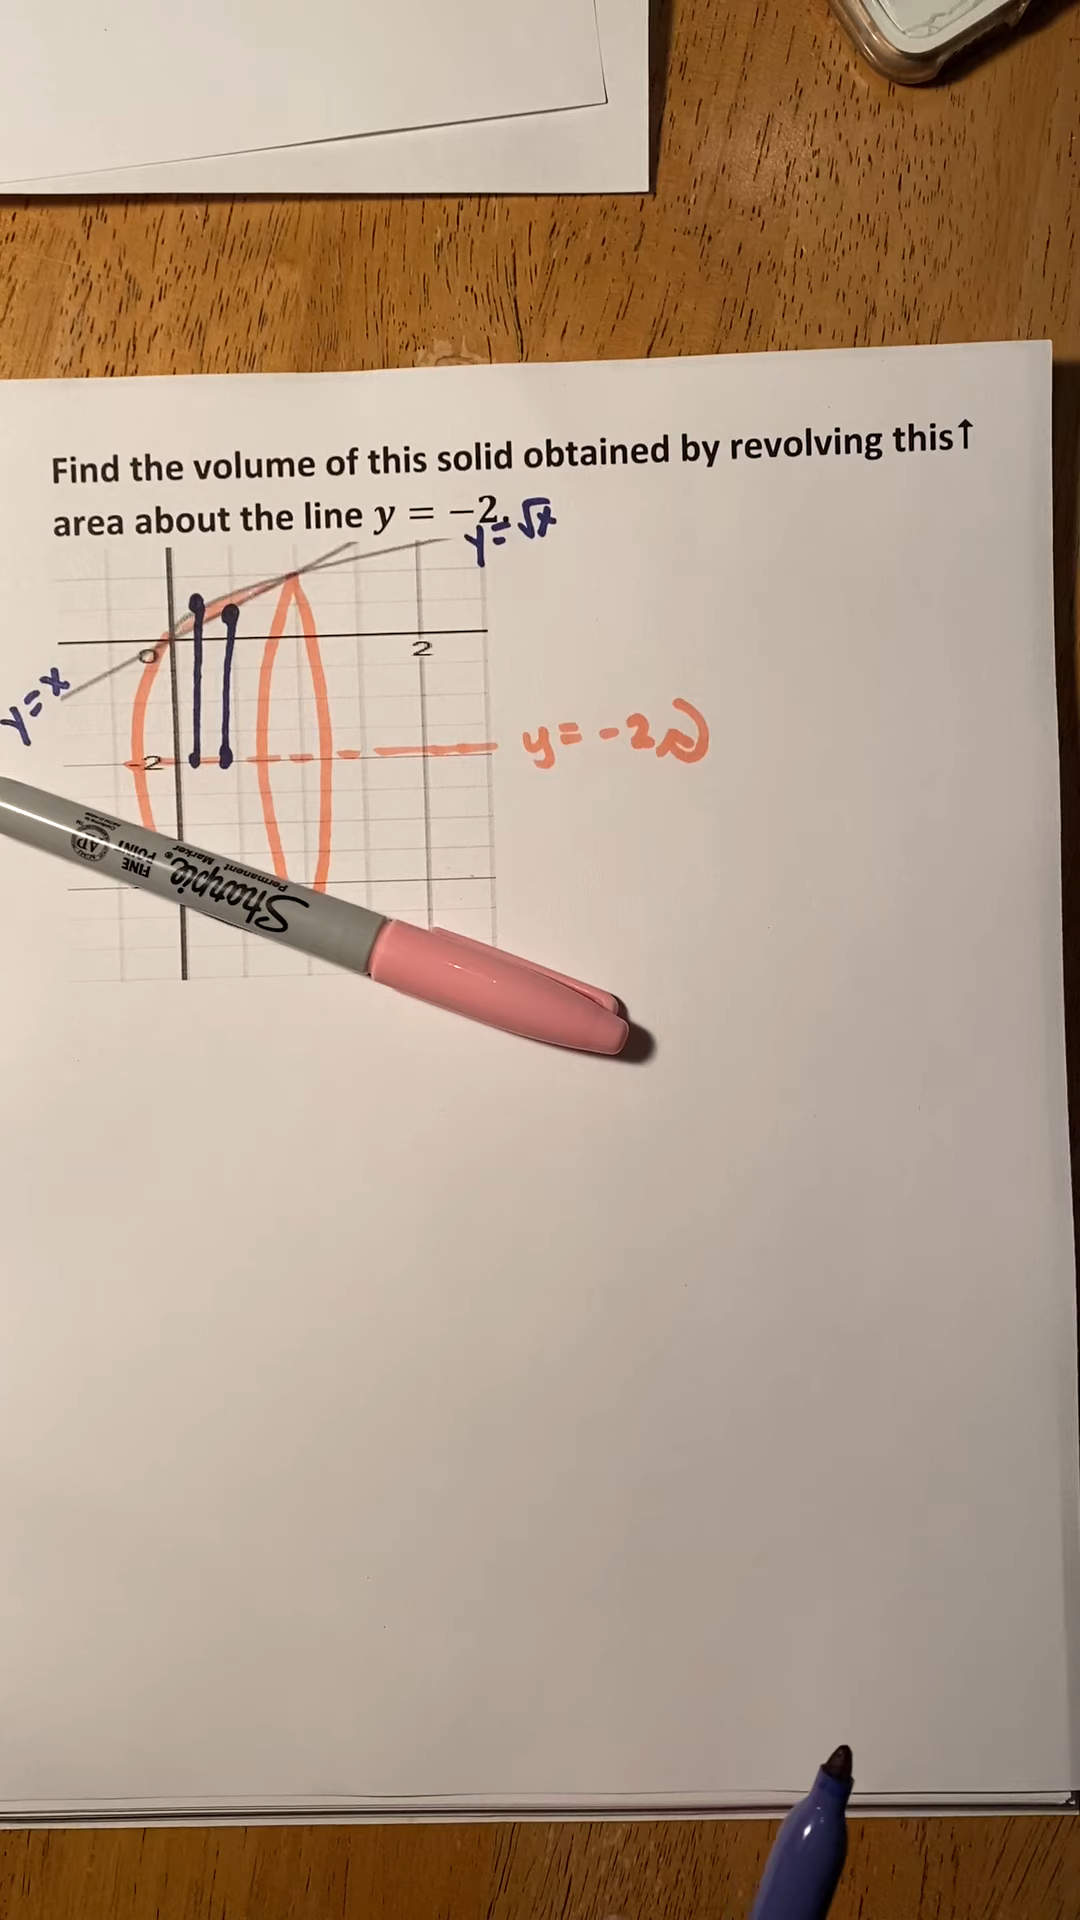 Find the volume of this solid obtained by revolving this↑
area about the line y = −2.
y=√x
0
2
y=x
y=-2
-2
Sharpie
Permanent Marker
FINE POINT
AP